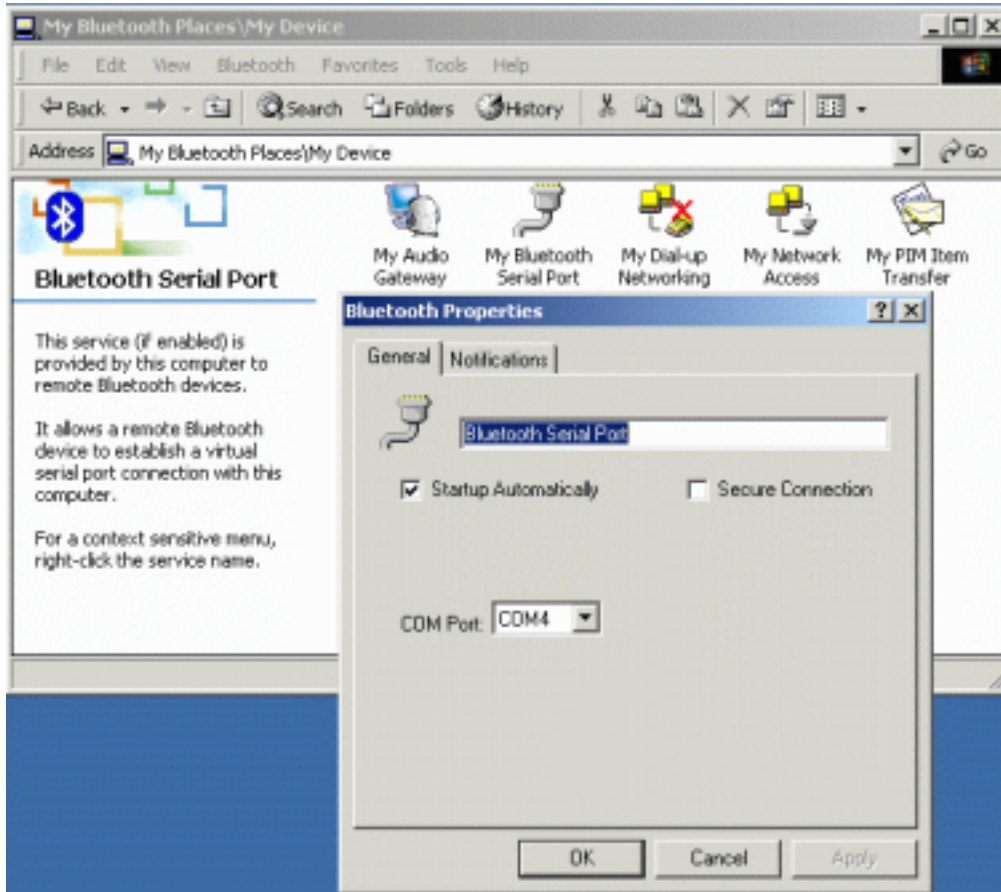 My Bluetooth Places\My Device
File Edit View Bluetooth Favorites Tools Help
Back Search Folders History
Address My Bluetooth Places\My Device Go
My Audio Gateway
My Bluetooth Serial Port
My Dial-up Networking
My Network Access
My PIM Item Transfer
Bluetooth Serial Port
This service (if enabled) is
provided by this computer to
remote Bluetooth devices.
It allows a remote Bluetooth
device to establish a virtual
serial port connection with this
computer.
For a context sensitive menu,
right-click the service name.
Bluetooth Properties
General Notifications
Bluetooth Serial Port
Startup Automatically Secure Connection
COM Port: COM4
OK Cancel Apply